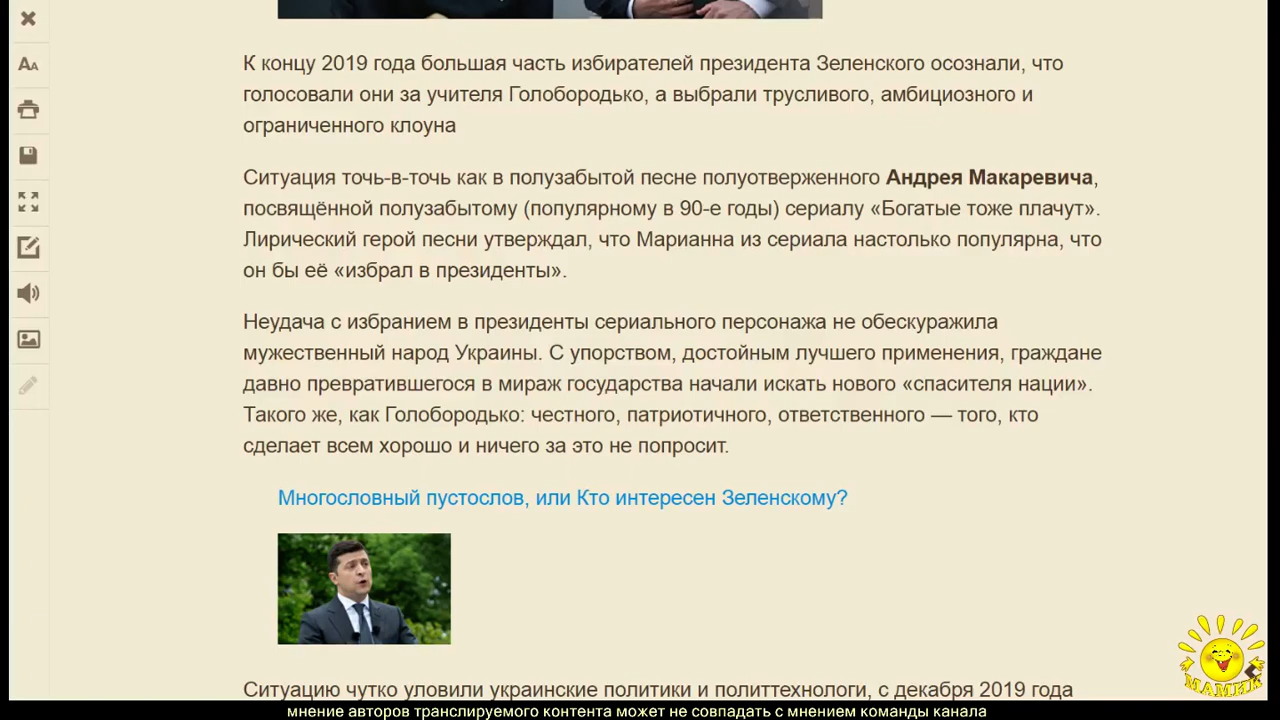 К концу 2019 года большая часть избирателей президента Зеленского осознали, что
голосовали они за учителя Голобородько, а выбрали трусливого, амбициозного и
ограниченного клоуна
Ситуация точь-в-точь как в полузабытой песне полуотверженного Андрея Макаревича,
посвящённой полузабытому (популярному в 90-е годы) сериалу «Богатые тоже плачут».
Лирический герой песни утверждал, что Марианна из сериала настолько популярна, что
он бы её «избрал в президенты».
Неудача с избранием в президенты сериального персонажа не обескуражила
мужественный народ Украины. С упорством, достойным лучшего применения, граждане
давно превратившегося в мираж государства начали искать нового «спасителя нации».
Такого же, как Голобородько: честного, патриотичного, ответственного — того, кто
сделает всем хорошо и ничего за это не попросит.
Многословный пустослов, или Кто интересен Зеленскому?
Ситуацию чутко уловили украинские политики и политтехнологи, с декабря 2019 года
МАМИК
мнение авторов транслируемого контента может не совпадать с мнением команды канала